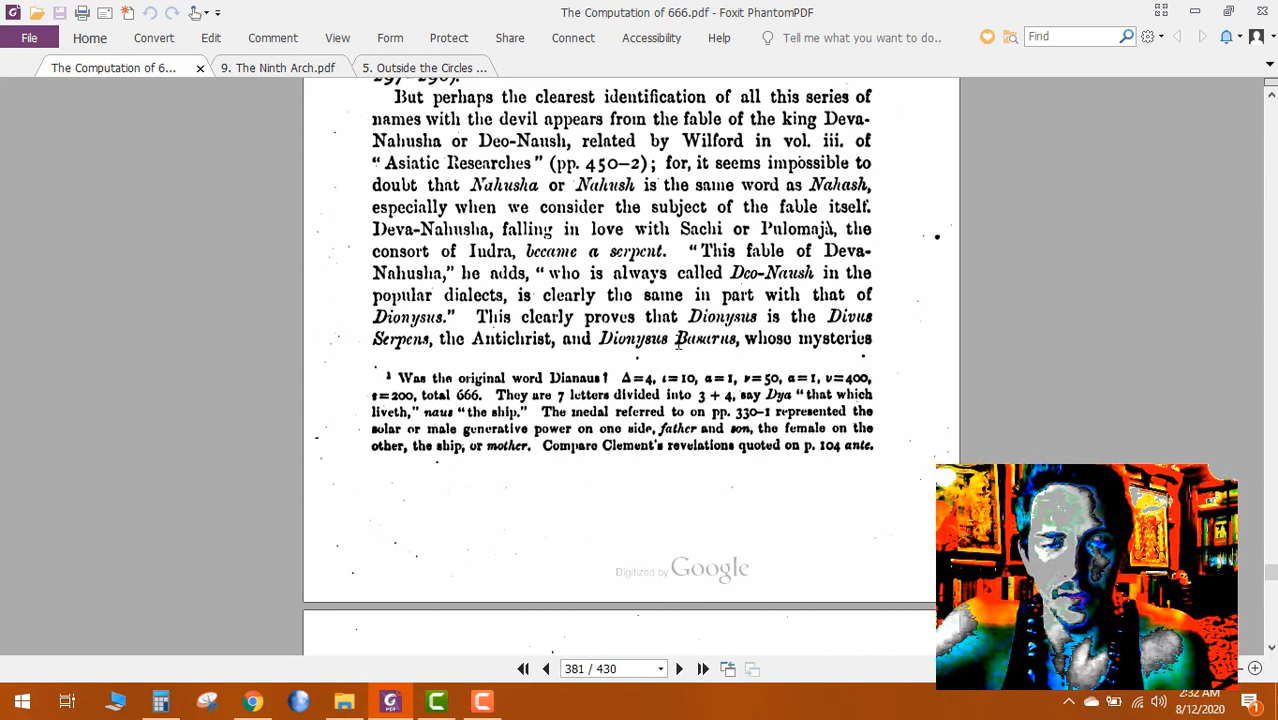 The Computation of 666.pdf - Foxit PhantomPDF
File Home Convert Edit Comment View Form Protect Share Connect Accessibility Help Tell me what you want to do.. Find
The Computation of 6... 9. The Ninth Arch.pdf 5. Outside the Circles ...
297–298).
But perhaps the clearest identification of all this series of
names with the devil appears from the fable of the king Deva-
Nahusha or Deo-Naush, related by Wilford in vol. iii. of
"Asiatic Researches" (pp. 450–2); for, it seems impossible to
doubt that Nahusha or Nahush is the same word as Nahash,
especially when we consider the subject of the fable itself.
Deva-Nahusha, falling in love with Sachi or Pulomajà, the
consort of Indra, became a serpent. "This fable of Deva-
Nahusha," he adds, "who is always called Deo-Naush in the
popular dialects, is clearly the same in part with that of
Dionysus." This clearly proves that Dionysus is the Divus
Serpens, the Antichrist, and Dionysus Bassarus, whose mysteries
¹ Was the original word Dianaus? Δ=4, ι=10, α=1, ν=50, α=1, υ=400,
ς=200, total 666. They are 7 letters divided into 3 + 4, say Dya "that which
liveth," naus "the ship." The medal referred to on pp. 330-1 represented the
solar or male generative power on one side, father and son, the female on the
other, the ship, or mother. Compare Clement's revelations quoted on p. 104 ante.
Digitized by Google
381 / 430
2:32 AM
8/12/2020